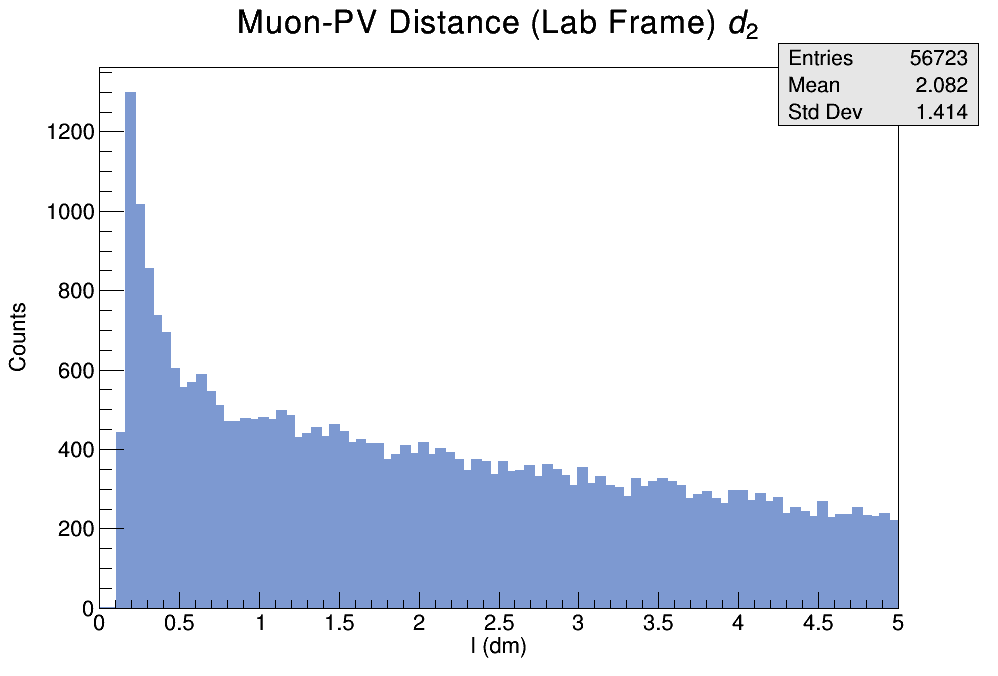 Muon-PV Distance (Lab Frame) d2
Entries 56723
Mean 2.082
Std Dev 1.414
Counts
1200
1000
800
600
400
200
0
0 0.5 1 1.5 2 2.5 3 3.5 4 4.5 5
l (dm)